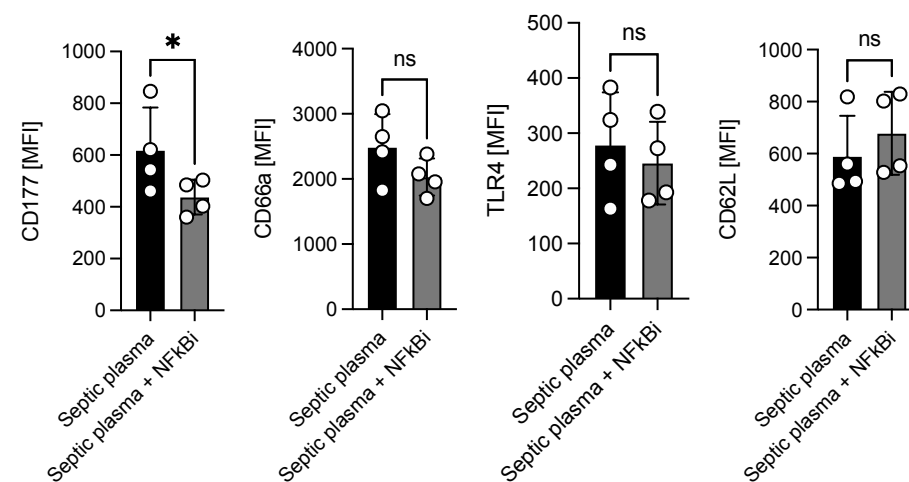 CD177 [MFI]
1000
800
600
400
200
0
*
Septic plasma
Septic plasma + NFkBi
CD66a [MFI]
4000
3000
2000
1000
0
ns
Septic plasma
Septic plasma + NFkBi
TLR4 [MFI]
500
400
300
200
100
0
ns
Septic plasma
Septic plasma + NFkBi
CD62L [MFI]
1000
800
600
400
200
0
ns
Septic plasma
Septic plasma + NFkBi